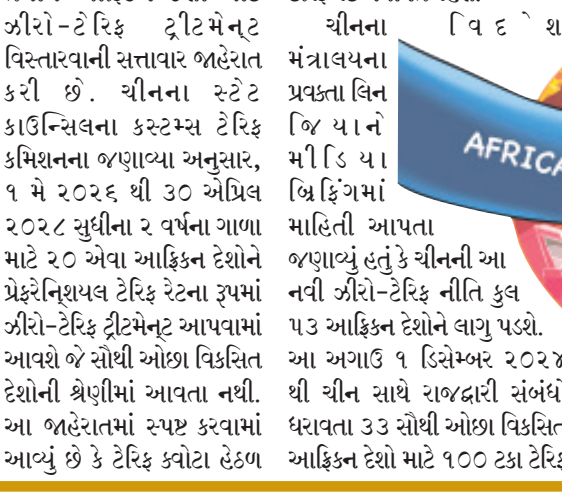 ઝીરો-ટેરિફ ટ્રીટમેન્ટ
વિસ્તારવાની સત્તાવાર જાહેરાત
કરી છે. ચીનના સ્ટેટ
કાઉન્સિલના કસ્ટમ્સ ટેરિફ
કમિશનના જણાવ્યા અનુસાર,
૧ મે ૨૦૨૬ થી ૩૦ એપ્રિલ
૨૦૨૮ સુધીના ૨ વર્ષના ગાળા
માટે ૨૦ એવા આફ્રિકન દેશોને
પ્રેફરેન્શિયલ ટેરિફ રેટના રૂપમાં
ઝીરો-ટેરિફ ટ્રીટમેન્ટ આપવામાં
આવશે જે સૌથી ઓછા વિકસિત
દેશોની શ્રેણીમાં આવતા નથી.
આ જાહેરાતમાં સ્પષ્ટ કરવામાં
આવ્યું છે કે ટેરિફ ક્વોટા હેઠળ
ચીનના વિદેશ
મંત્રાલયના
પ્રવક્તા લિન
જિયાને
મીડિયા
બ્રિફિંગમાં
માહિતી આપતા
જણાવ્યું હતું કે ચીનની આ
નવી ઝીરો-ટેરિફ નીતિ કુલ
૫૩ આફ્રિકન દેશોને લાગુ પડશે.
આ અગાઉ ૧ ડિસેમ્બર ૨૦૨૪
થી ચીન સાથે રાજદ્વારી સંબંધો
ધરાવતા ૩૩ સૌથી ઓછા વિકસિત
આફ્રિકન દેશો માટે ૧૦૦ ટકા ટેરિફ
AFRICA